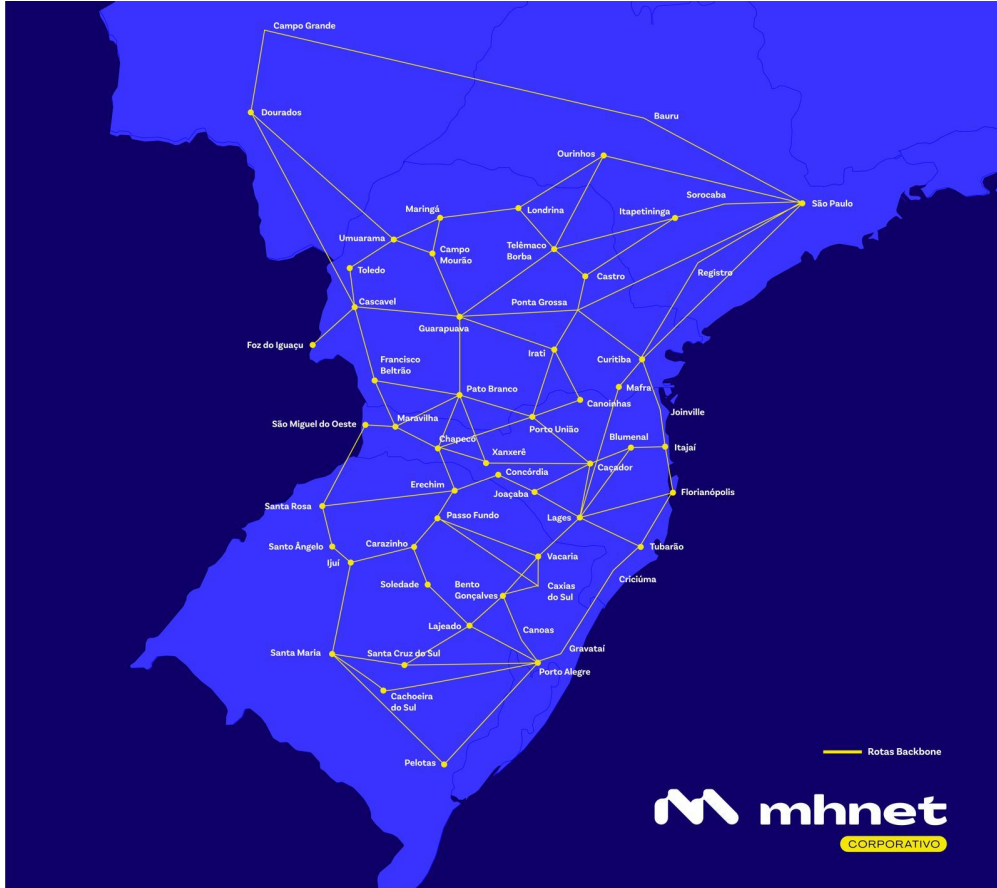 Campo Grande
Dourados
Bauru
Ourinhos
Sorocaba
São Paulo
Maringá
Londrina
Itapetininga
Umuarama
Campo
Mourão
Telêmaco
Borba
Toledo
Castro
Registro
Cascavel
Ponta Grossa
Guarapuava
Foz do Iguaçu
Irati
Curitiba
Francisco
Beltrão
Pato Branco
Mafra
Canoinhas
Joinville
São Miguel do Oeste
Maravilha
Porto União
Chapecó
Blumenal
Itajaí
Xanxerê
Concórdia
Caçador
Erechim
Joaçaba
Florianópolis
Santa Rosa
Passo Fundo
Lages
Santo Ângelo
Carazinho
Tubarão
Ijuí
Vacaria
Criciúma
Soledade
Bento
Gonçalves
Caxias
do Sul
Lajeado
Canoas
Santa Maria
Santa Cruz do Sul
Gravataí
Porto Alegre
Cachoeira
do Sul
Pelotas
Rotas Backbone
mhnet
CORPORATIVO